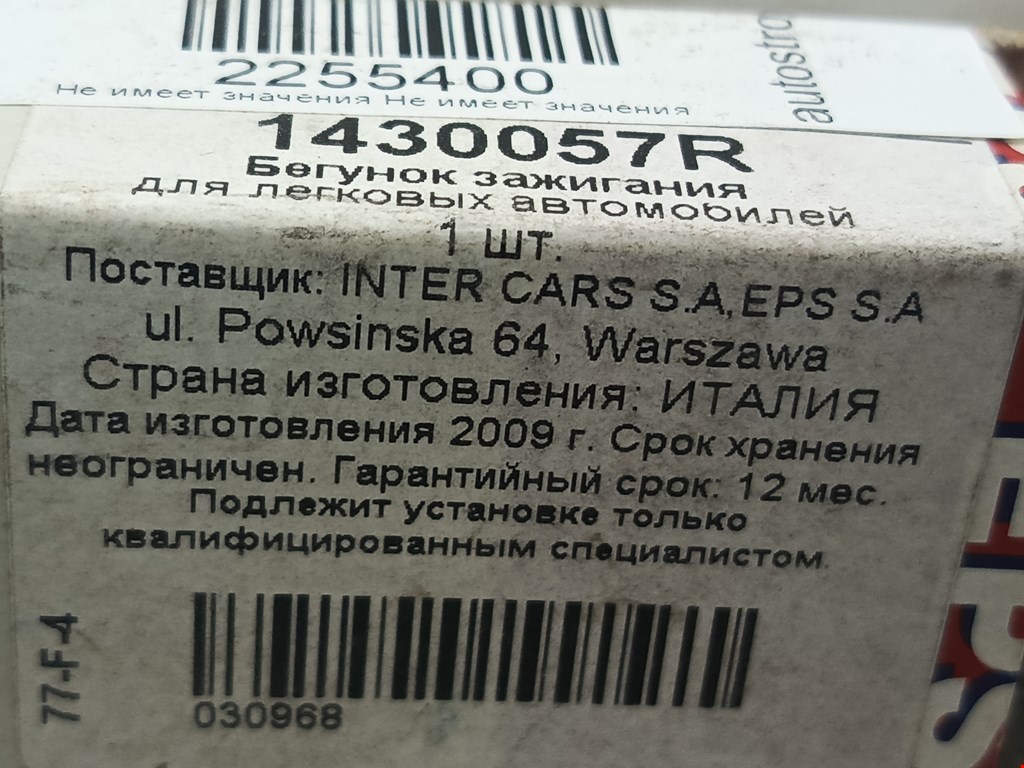 2255400
autostro
Не имеет значения Не имеет значения
1430057R
Бегунок зажигания
для легковых автомобилей
1 шт.
Поставщик: INTER CARS S.A,EPS S.A
ul. Powsinska 64, Warszawa
Страна изготовления: ИТАЛИЯ
Дата изготовления 2009 г. Срок хранения
неограничен. Гарантийный срок: 12 мес.
Подлежит установке только
квалифицированным специалистом.
77-F-4
030968